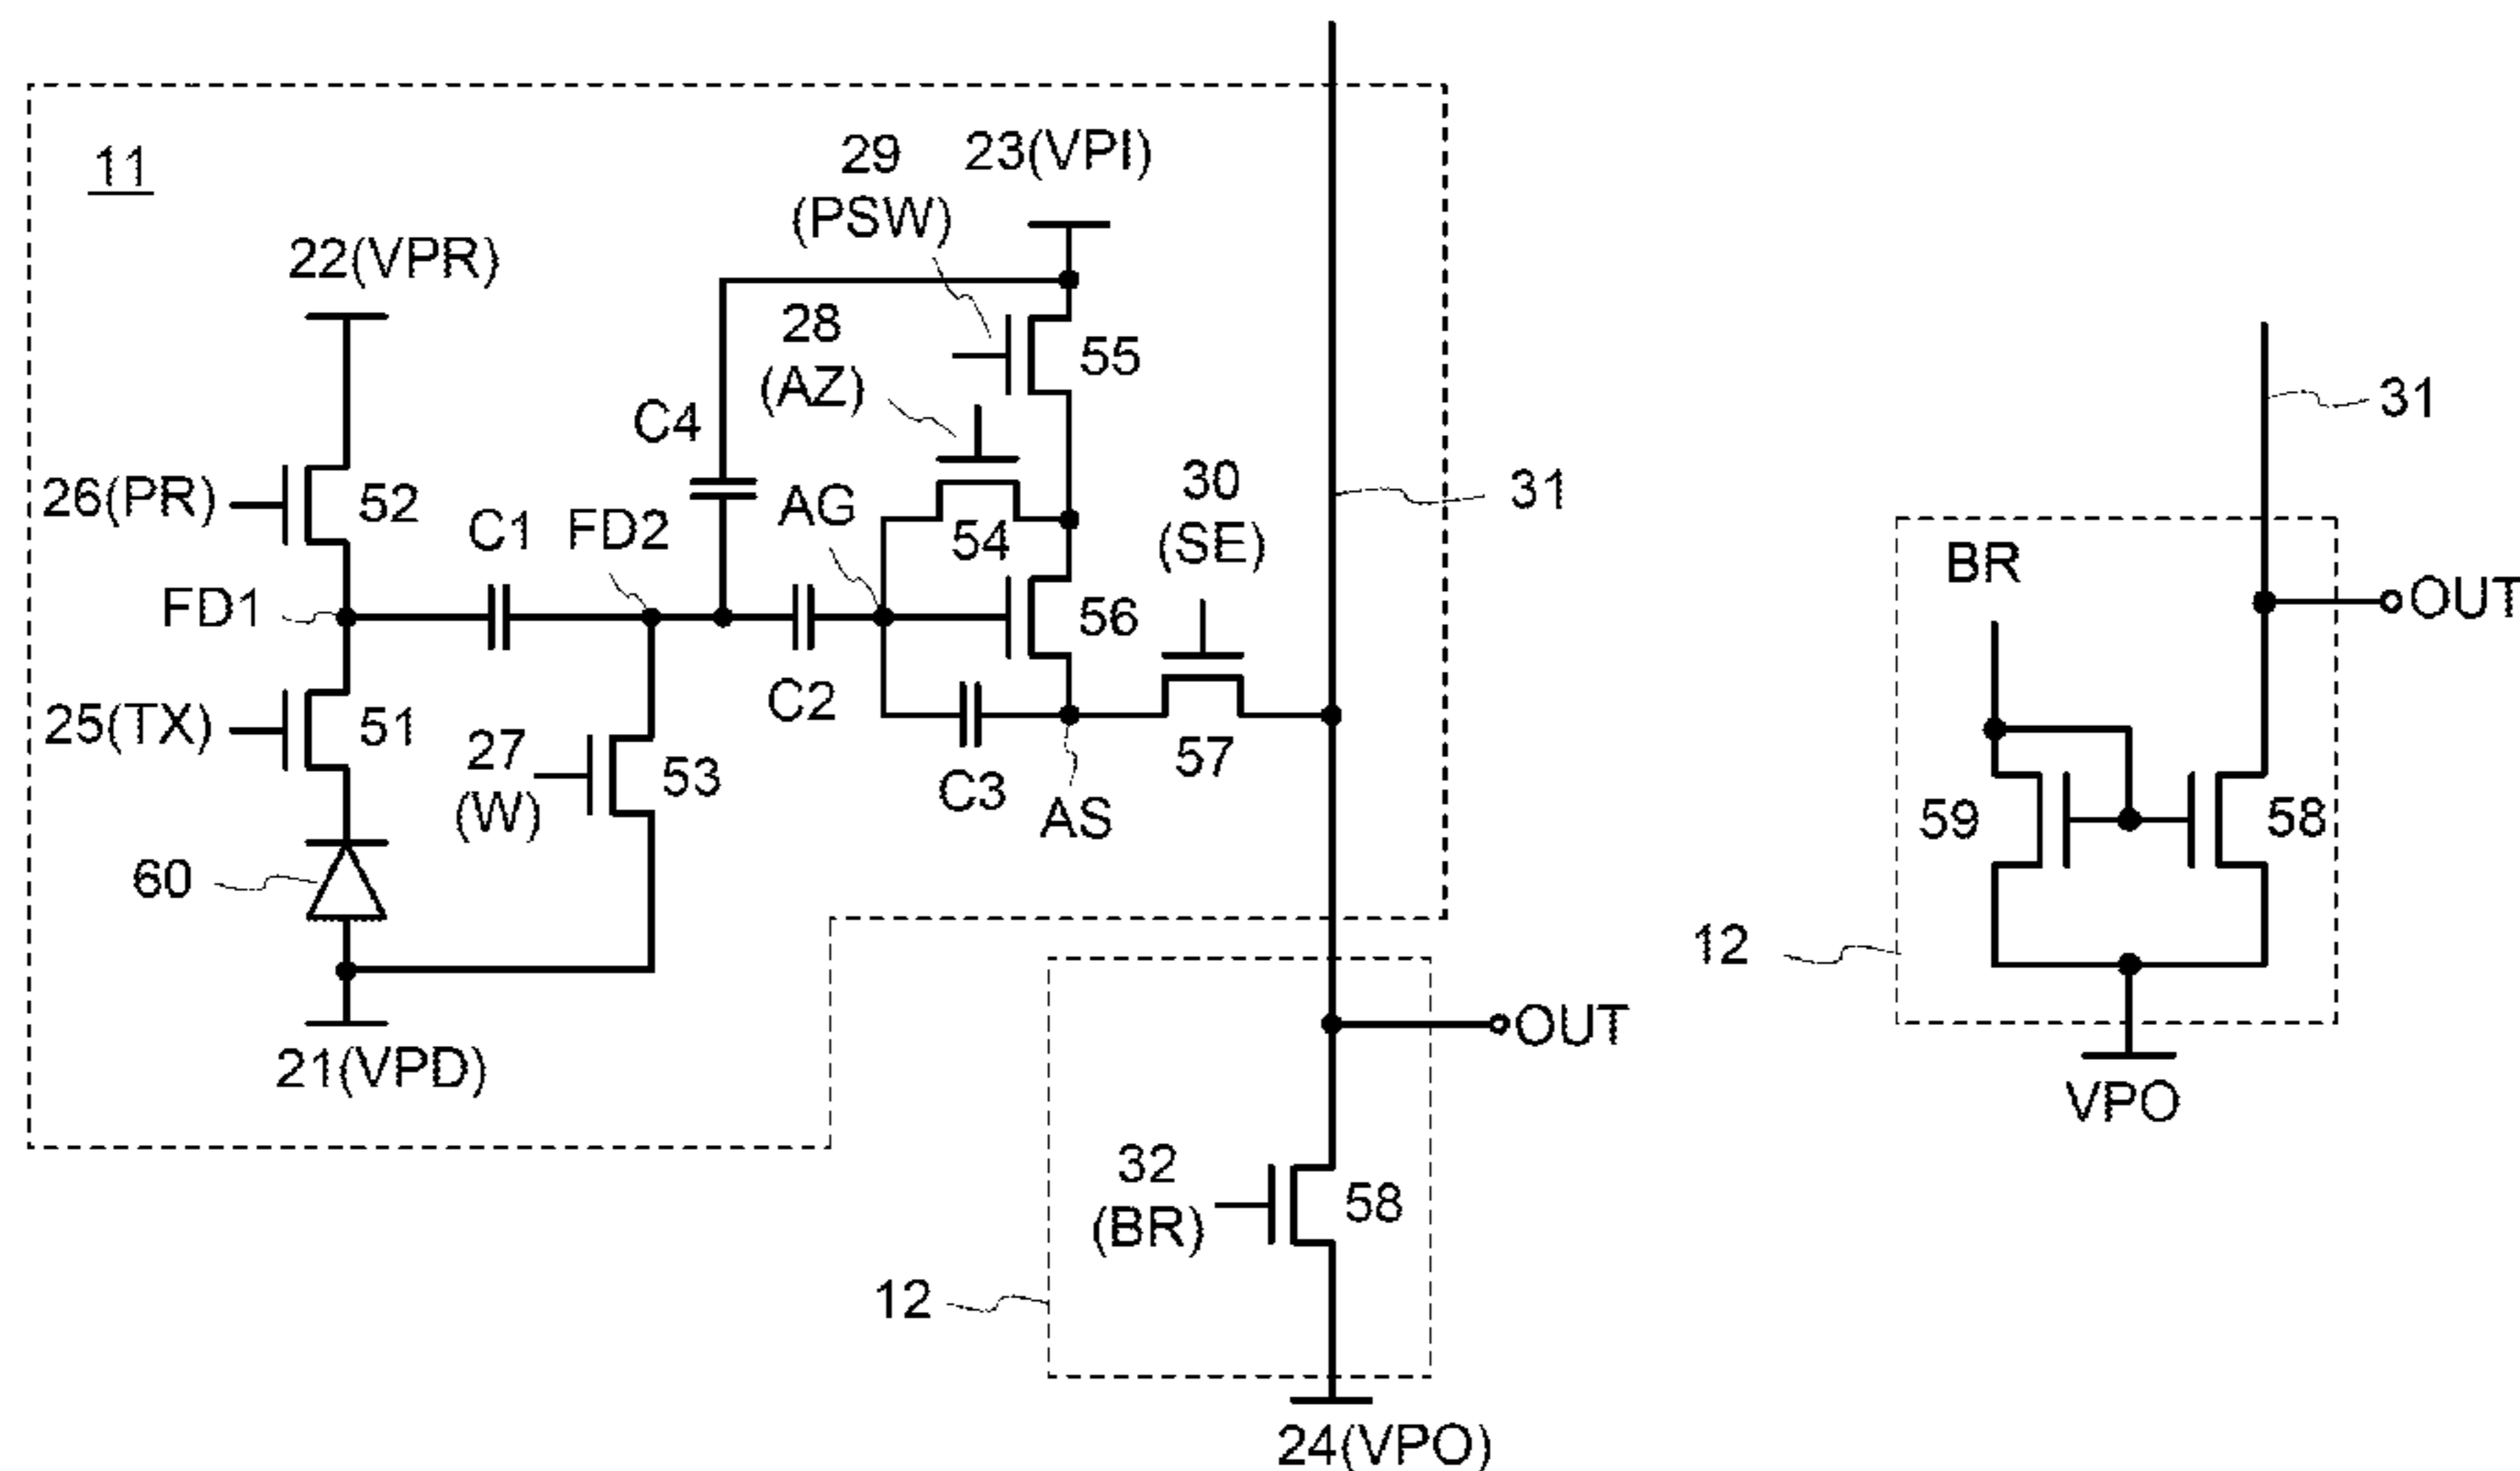 11
29
(PSW)
23(VPI)
22(VPR)
28
(AZ)
55
C4
31
26(PR)
52
C1
FD2
AG
54
30
(SE)
FD1
56
25(TX)
51
27
(W)
53
C2
C3
57
AS
60
21(VPD)
OUT
32
(BR)
58
12
24(VPO)
31
BR
OUT
59
58
12
VPO